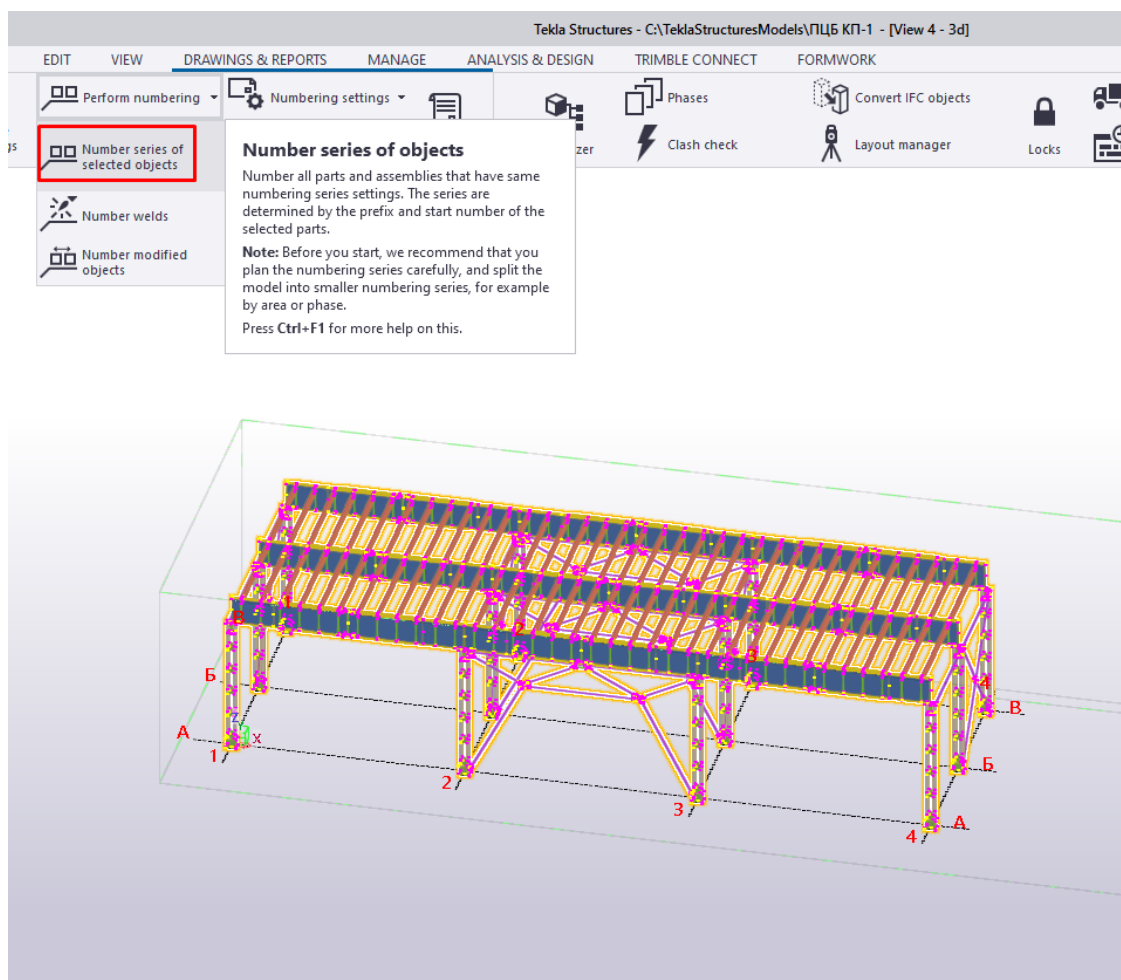 Tekla Structures - C:\TeklaStructuresModels\ПЦБ КП-1 - [View 4 - 3d]
EDIT VIEW DRAWINGS & REPORTS MANAGE ANALYSIS & DESIGN TRIMBLE CONNECT FORMWORK
Perform numbering
Numbering settings
Phases
Convert IFC objects
Clash check
Layout manager
Locks
Number series of
selected objects
Number welds
Number modified
objects
Number series of objects
Number all parts and assemblies that have same
numbering series settings. The series are
determined by the prefix and start number of the
selected parts.
Note: Before you start, we recommend that you
plan the numbering series carefully, and split the
model into smaller numbering series, for example
by area or phase.
Press Ctrl+F1 for more help on this.
1
В
2
3
Б
4
В
А
Z
X
1
Б
2
3
А
4